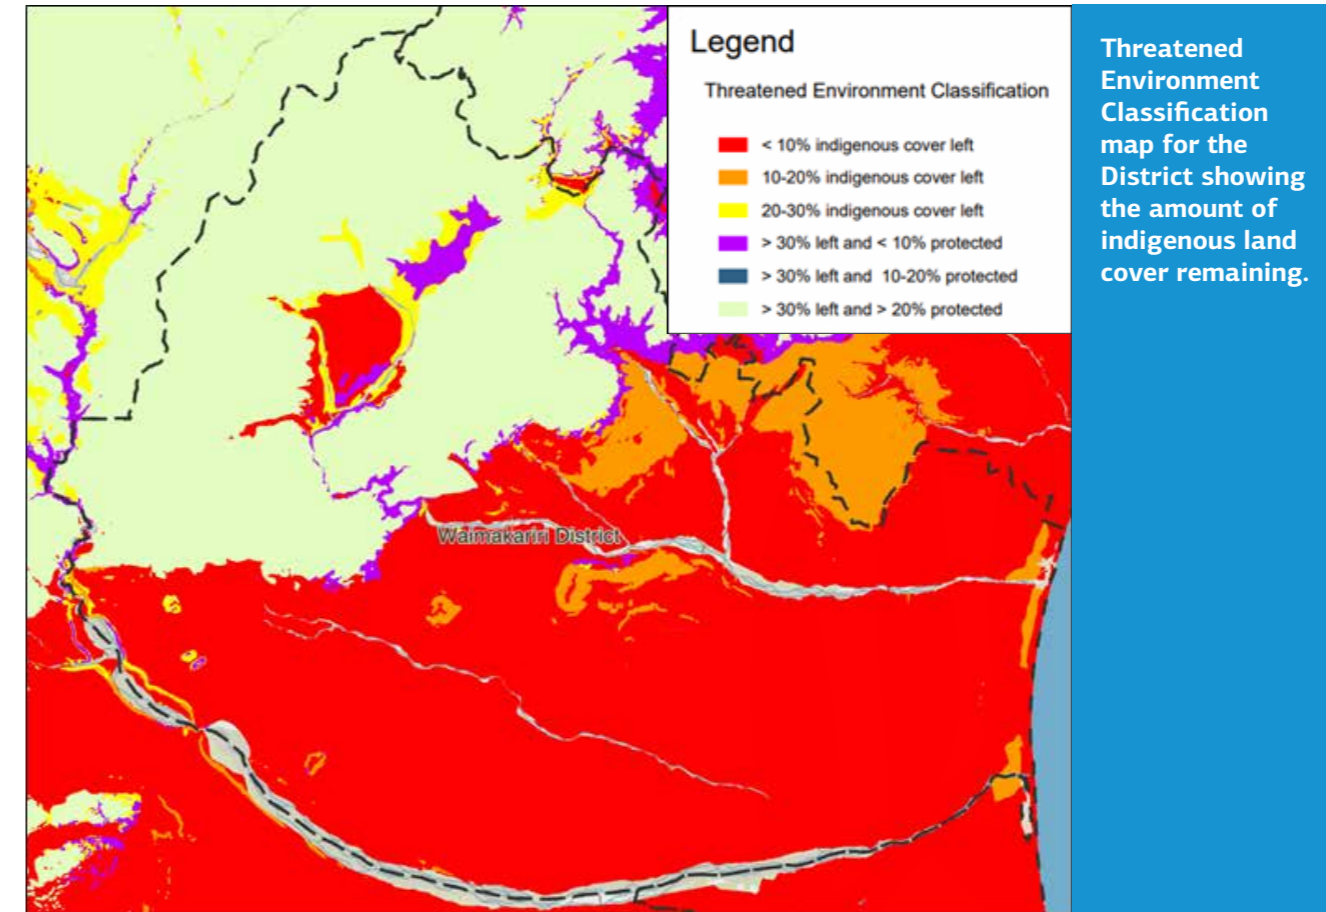 Legend
Threatened Environment Classification
< 10% indigenous cover left
10-20% indigenous cover left
20-30% indigenous cover left
> 30% left and < 10% protected
> 30% left and 10-20% protected
> 30% left and > 20% protected
Waimakariri District
Threatened
Environment
Classification
map for the
District showing
the amount of
indigenous land
cover remaining.